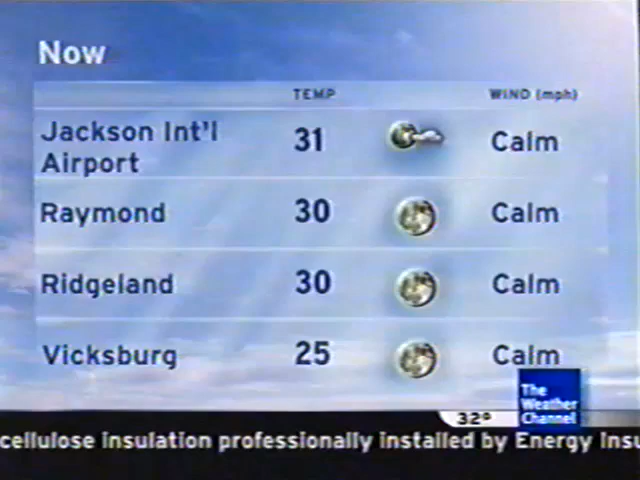 Now
TEMP WIND (mph)
Jackson Int'l
Airport 31 Calm
Raymond 30 Calm
Ridgeland 30 Calm
Vicksburg 25 Calm
The
Weather
Channel
32°
cellulose insulation professionally installed by Energy Insu